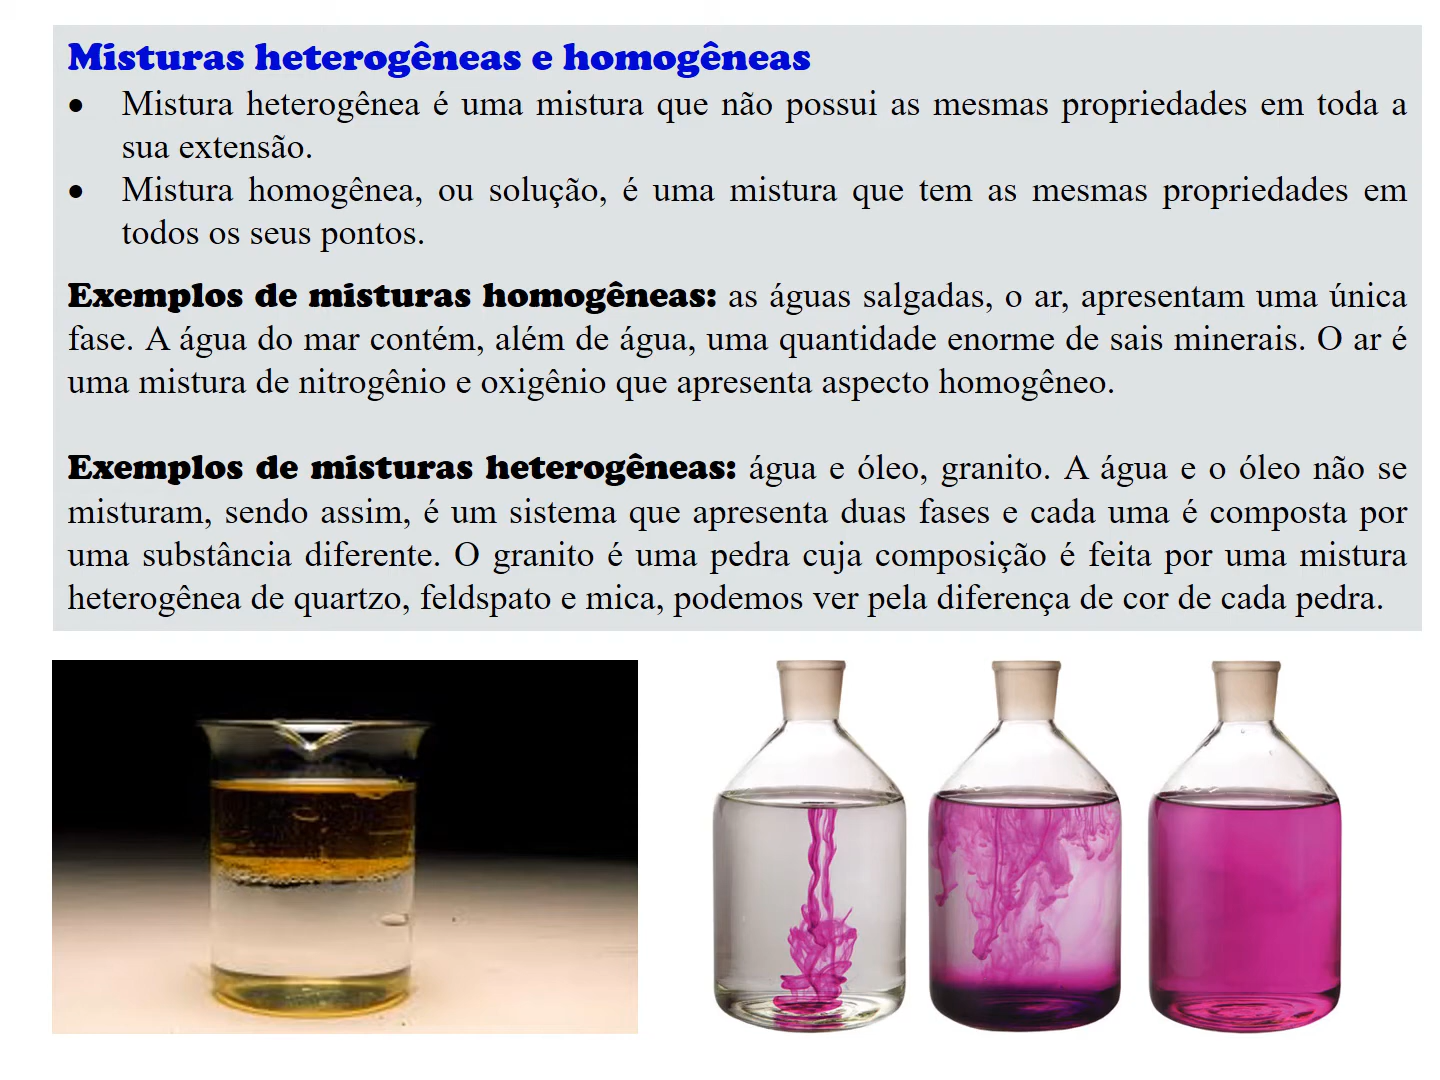 Misturas heterogêneas e homogêneas
• Mistura heterogênea é uma mistura que não possui as mesmas propriedades em toda a
sua extensão.
• Mistura homogênea, ou solução, é uma mistura que tem as mesmas propriedades em
todos os seus pontos.
Exemplos de misturas homogêneas: as águas salgadas, o ar, apresentam uma única
fase. A água do mar contém, além de água, uma quantidade enorme de sais minerais. O ar é
uma mistura de nitrogênio e oxigênio que apresenta aspecto homogêneo.
Exemplos de misturas heterogêneas: água e óleo, granito. A água e o óleo não se
misturam, sendo assim, é um sistema que apresenta duas fases e cada uma é composta por
uma substância diferente. O granito é uma pedra cuja composição é feita por uma mistura
heterogênea de quartzo, feldspato e mica, podemos ver pela diferença de cor de cada pedra.